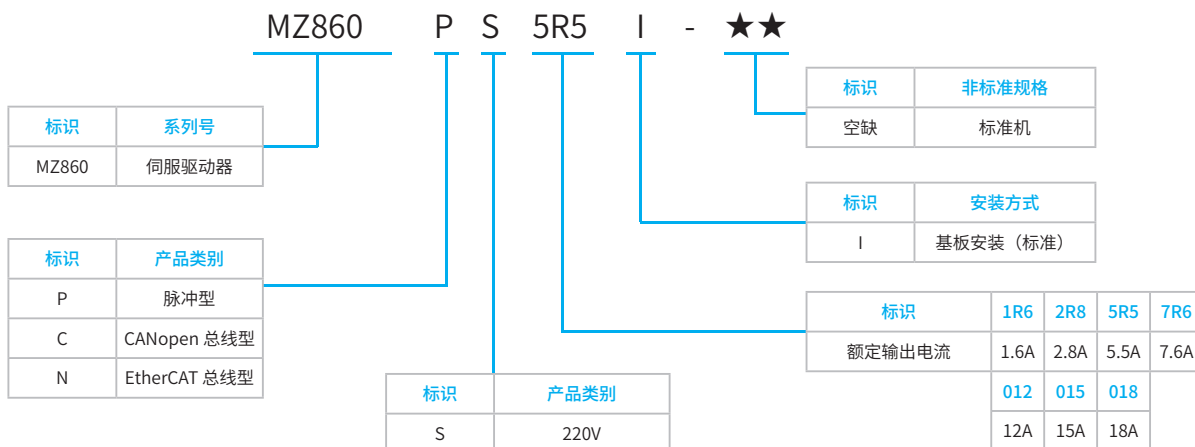 MZ860 P S 5R5 I - ★★
标识 系列号
MZ860 伺服驱动器
标识 产品类别
P 脉冲型
C CANopen 总线型
N EtherCAT 总线型
标识 产品类别
S 220V
标识 非标准规格
空缺 标准机
标识 安装方式
I 基板安装（标准）
标识 1R6 2R8 5R5 7R6
额定输出电流 1.6A 2.8A 5.5A 7.6A
012 015 018
12A 15A 18A